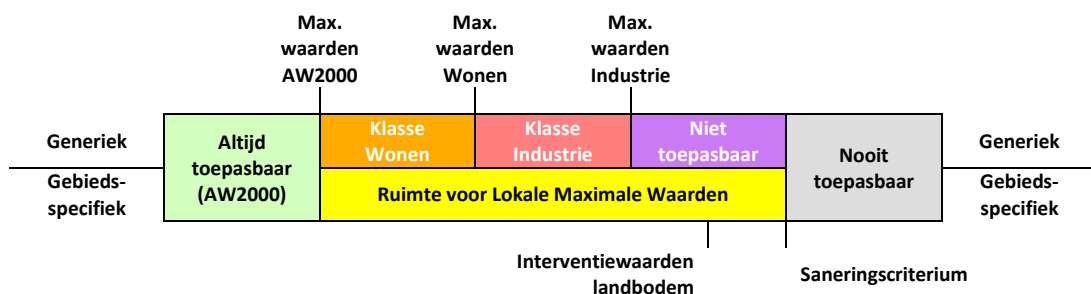 Max.
waarden
AW2000
Max.
waarden
Wonen
Max.
waarden
Industrie
Generiek
Gebieds-
specifiek
Altijd
toepasbaar
(AW2000)
Klasse
Wonen
Klasse
Industrie
Niet
toepasbaar
Ruimte voor Lokale Maximale Waarden
Nooit
toepasbaar
Generiek
Gebieds-
specifiek
Interventiewaarden
landbodem
Saneringscriterium